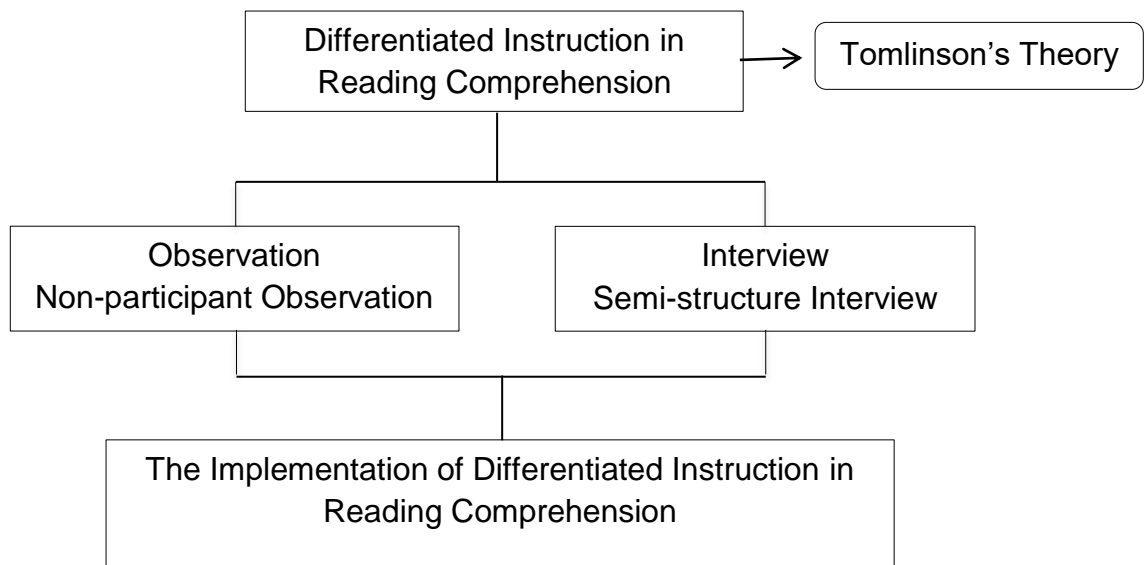 Differentiated Instruction in
Reading Comprehension
Tomlinson's Theory
Observation
Non-participant Observation
Interview
Semi-structure Interview
The Implementation of Differentiated Instruction in
Reading Comprehension